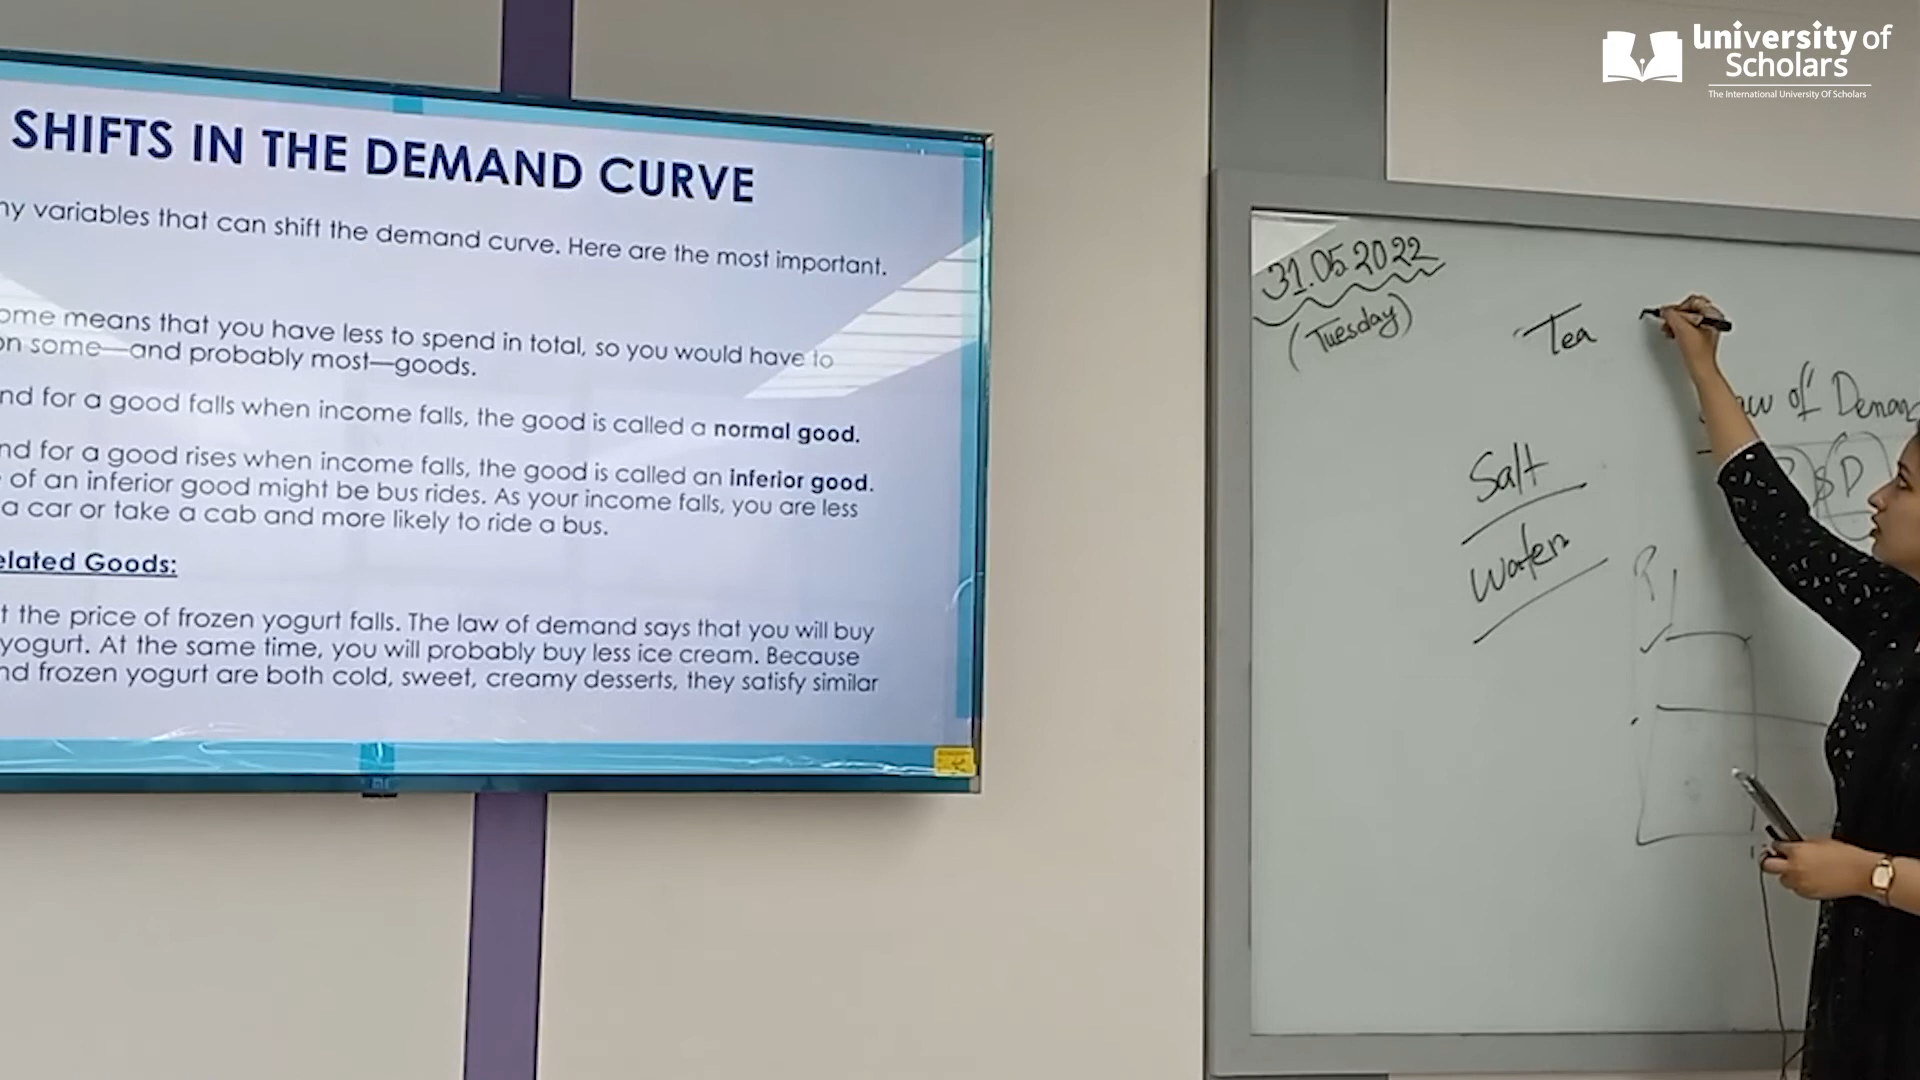 SHIFTS IN THE DEMAND CURVE
ny variables that can shift the demand curve. Here are the most important.
ome means that you have less to spend in total, so you would have to
on some—and probably most—goods.
nd for a good falls when income falls, the good is called a normal good.
nd for a good rises when income falls, the good is called an inferior good.
of an inferior good might be bus rides. As your income falls, you are less
a car or take a cab and more likely to ride a bus.
elated Goods:
t the price of frozen yogurt falls. The law of demand says that you will buy
yogurt. At the same time, you will probably buy less ice cream. Because
nd frozen yogurt are both cold, sweet, creamy desserts, they satisfy similar
university of
Scholars
The International University Of Scholars
31.05.2022
(Tuesday)
Tea
Law of Deman
D
Salt
Water
P